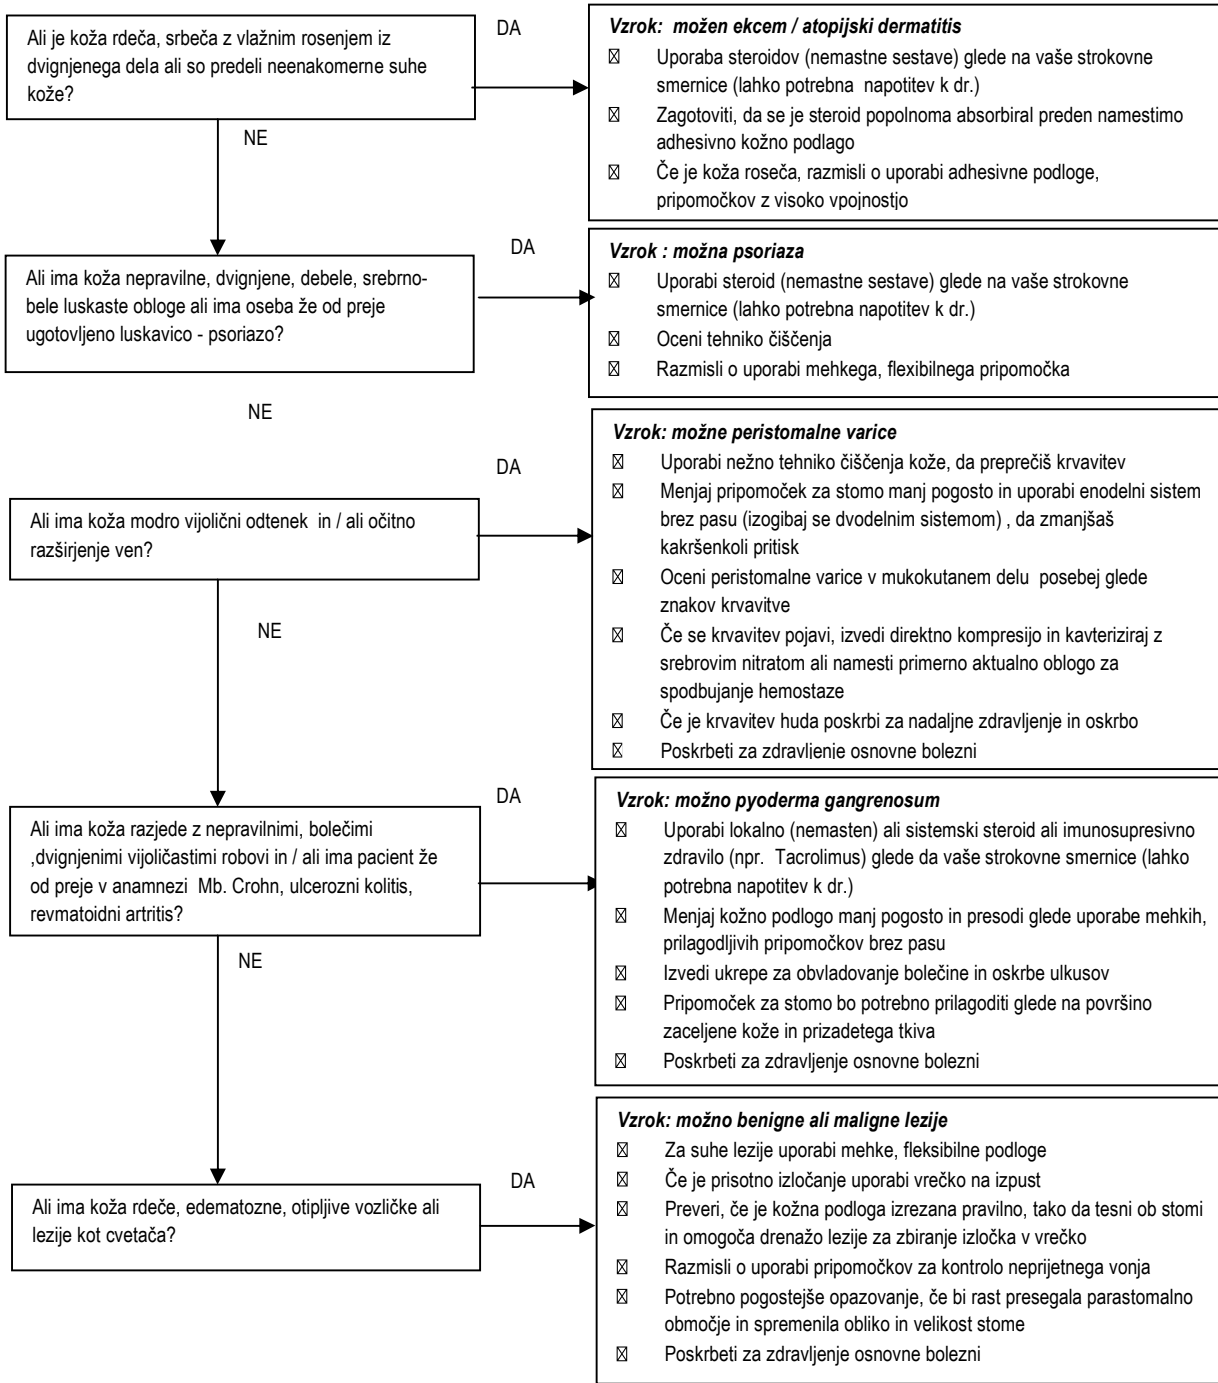 Ali je koža rdeča, srbeča z vlažnim rosenjem iz
dvignjenega dela ali so predeli neenakomerne suhe
kože?
DA
NE
Vzrok: možen ekcem / atopijski dermatitis
☒ Uporaba steroidov (nemastne sestave) glede na vaše strokovne
smernice (lahko potrebna napotitev k dr.)
☒ Zagotoviti, da se je steroid popolnoma absorbiral preden namestimo
adhesivno kožno podlago
☒ Če je koža roseča, razmisli o uporabi adhesivne podloge,
pripomočkov z visoko vpojnostjo
Ali ima koža nepravilne, dvignjene, debele, srebrno-
bele luskaste obloge ali ima oseba že od preje
ugotovljeno luskavico - psoriazo?
DA
NE
Vzrok : možna psoriaza
☒ Uporabi steroid (nemastne sestave) glede na vaše strokovne
smernice (lahko potrebna napotitev k dr.)
☒ Oceni tehniko čiščenja
☒ Razmisli o uporabi mehkega, flexibilnega pripomočka
Ali ima koža modro vijolični odtenek in / ali očitno
razširjenje ven?
DA
NE
Vzrok: možne peristomalne varice
☒ Uporabi nežno tehniko čiščenja kože, da preprečiš krvavitev
☒ Menjaj pripomoček za stomo manj pogosto in uporabi enodelni sistem
brez pasu (izogibaj se dvodelnim sistemom) , da zmanjšaš
kakršenkoli pritisk
☒ Oceni peristomalne varice v mukokutanem delu posebej glede
znakov krvavitve
☒ Če se krvavitev pojavi, izvedi direktno kompresijo in kavteriziraj z
srebrovim nitratom ali namesti primerno aktualno oblogo za
spodbujanje hemostaze
☒ Če je krvavitev huda poskrbi za nadaljne zdravljenje in oskrbo
☒ Poskrbeti za zdravljenje osnovne bolezni
Ali ima koža razjede z nepravilnimi, bolečimi
,dvignjenimi vijoličastimi robovi in / ali ima pacient že
od preje v anamnezi Mb. Crohn, ulcerozni kolitis,
revmatoidni artritis?
DA
NE
Vzrok: možno pyoderma gangrenosum
☒ Uporabi lokalno (nemasten) ali sistemski steroid ali imunosupresivno
zdravilo (npr. Tacrolimus) glede da vaše strokovne smernice (lahko
potrebna napotitev k dr.)
☒ Menjaj kožno podlogo manj pogosto in presodi glede uporabe mehkih,
prilagodljivih pripomočkov brez pasu
☒ Izvedi ukrepe za obvladovanje bolečine in oskrbe ulkusov
☒ Pripomoček za stomo bo potrebno prilagoditi glede na površino
zaceljene kože in prizadetega tkiva
☒ Poskrbeti za zdravljenje osnovne bolezni
Ali ima koža rdeče, edematozne, otipljive vozličke ali
lezije kot cvetača?
DA
Vzrok: možno benigne ali maligne lezije
☒ Za suhe lezije uporabi mehke, fleksibilne podloge
☒ Če je prisotno izločanje uporabi vrečko na izpust
☒ Preveri, če je kožna podloga izrezana pravilno, tako da tesni ob stomi
in omogoča drenažo lezije za zbiranje izločka v vrečko
☒ Razmisli o uporabi pripomočkov za kontrolo neprijetnega vonja
☒ Potrebno pogostejše opazovanje, če bi rast presegala parastomalno
območje in spremenila obliko in velikost stome
☒ Poskrbeti za zdravljenje osnovne bolezni